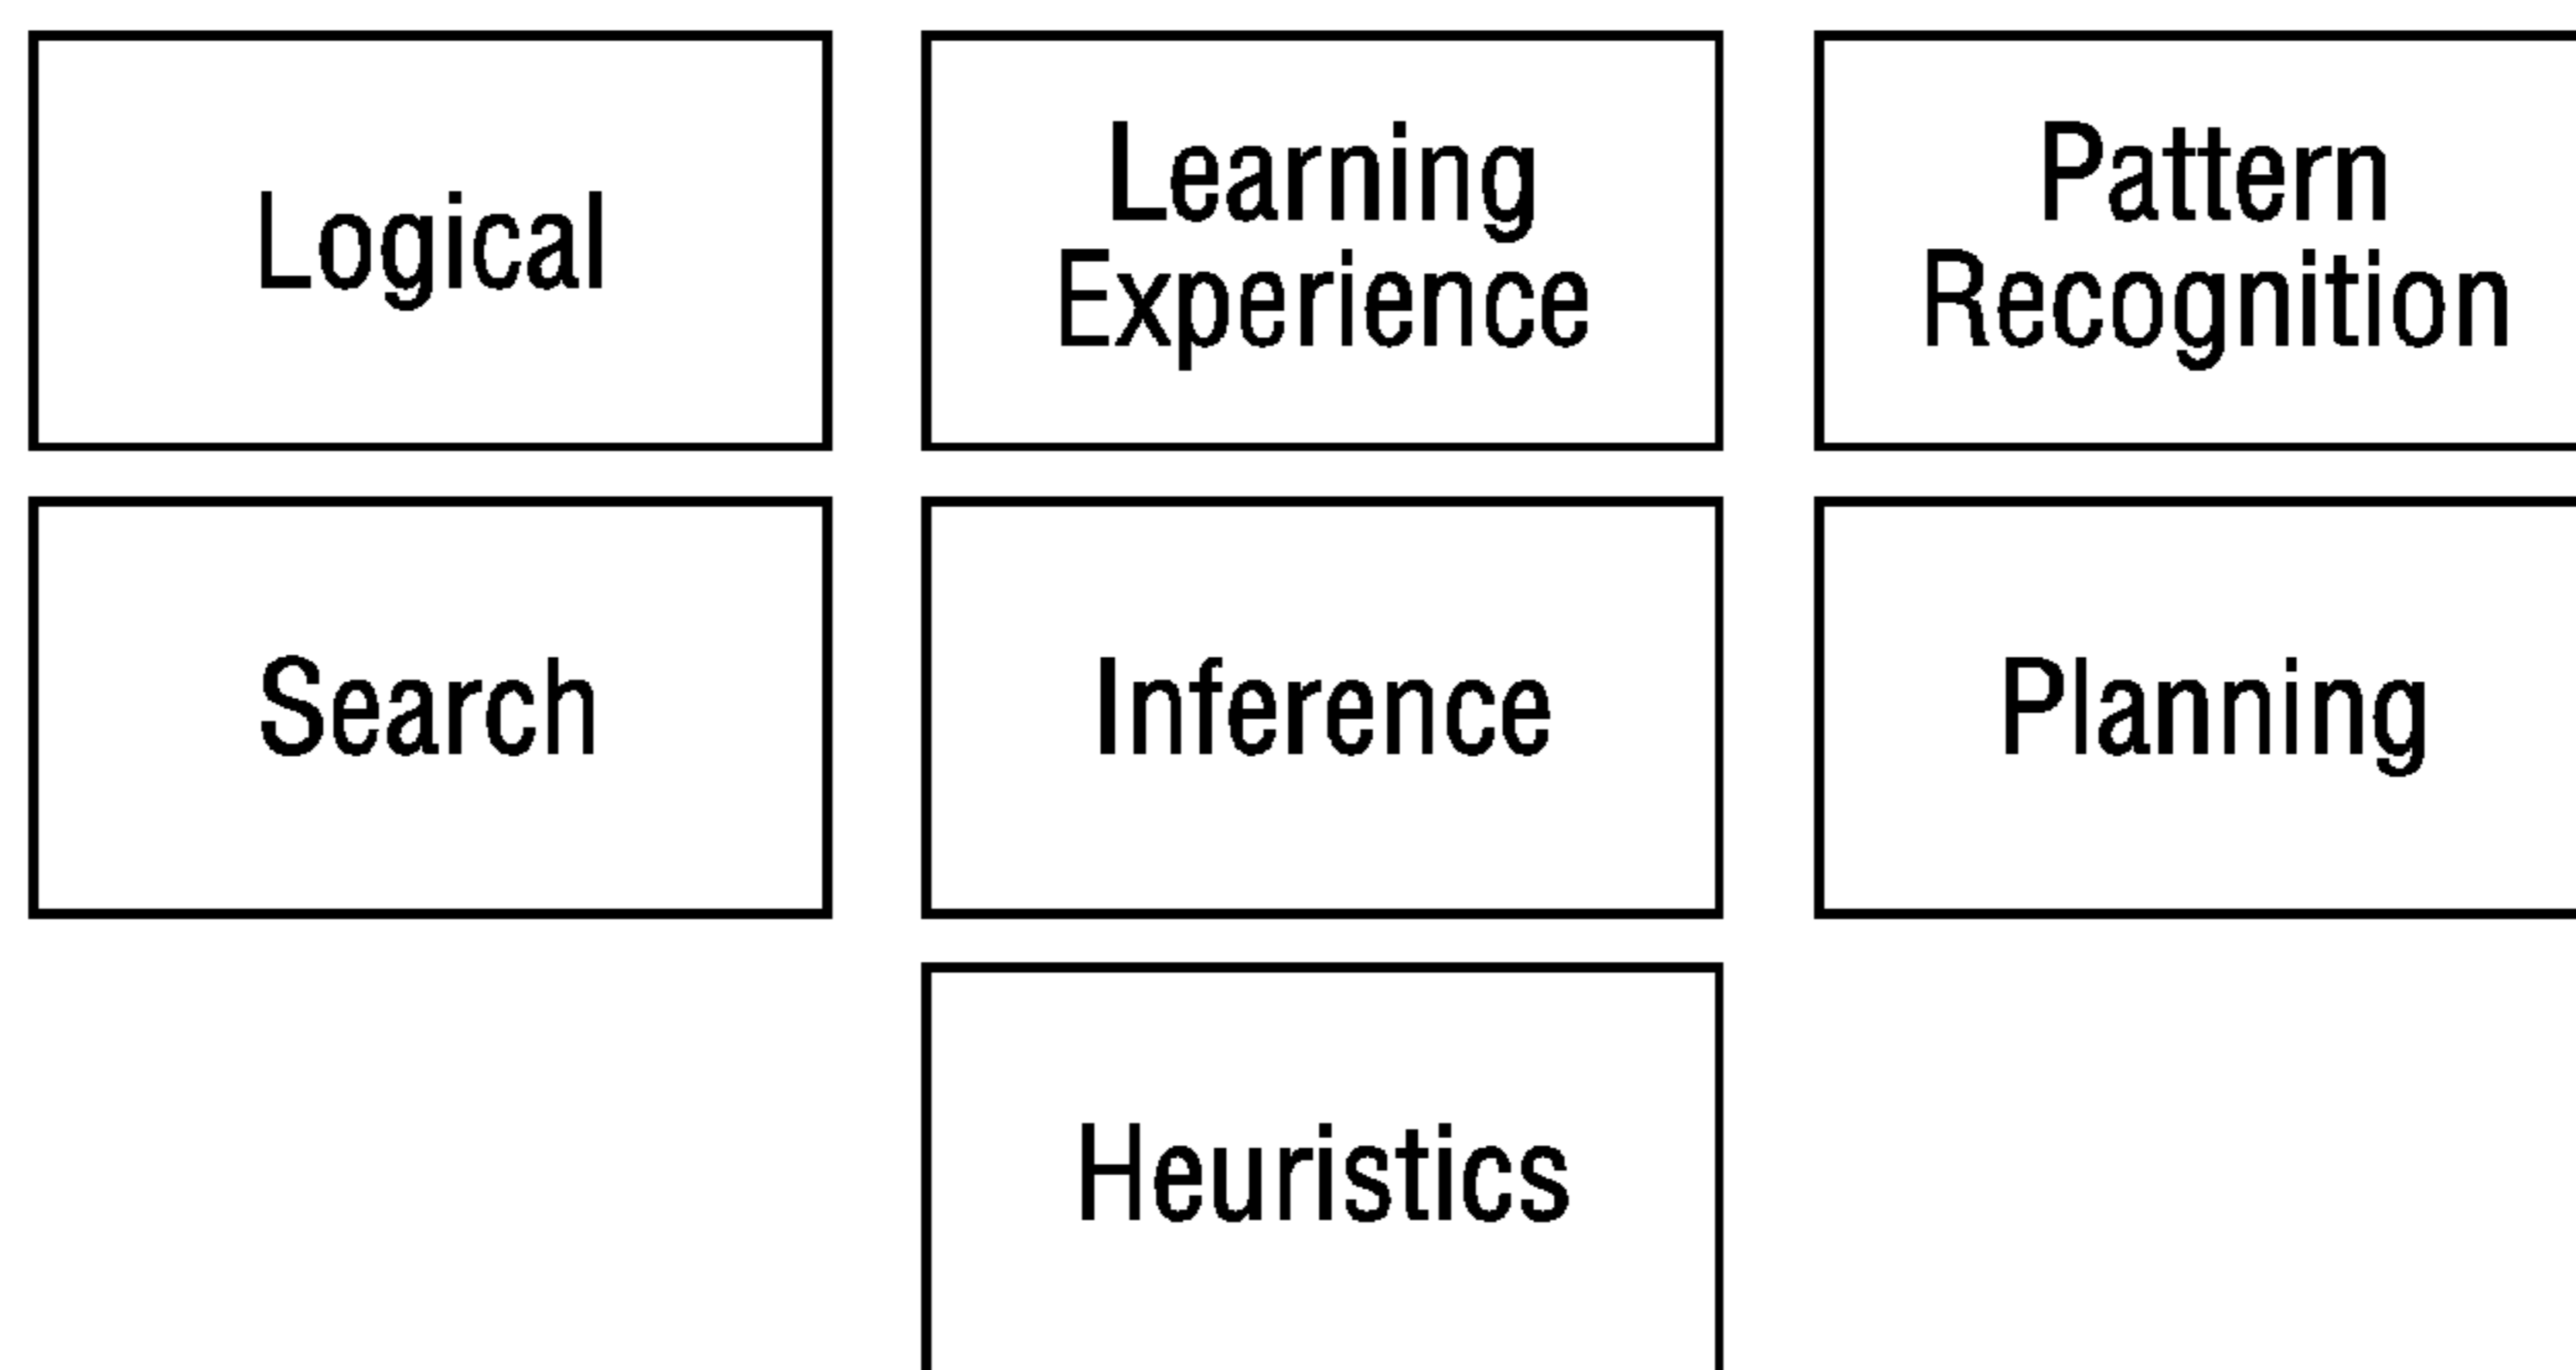 Logical
Learning
Experience
Pattern
Recognition
Search
Inference
Planning
Heuristics